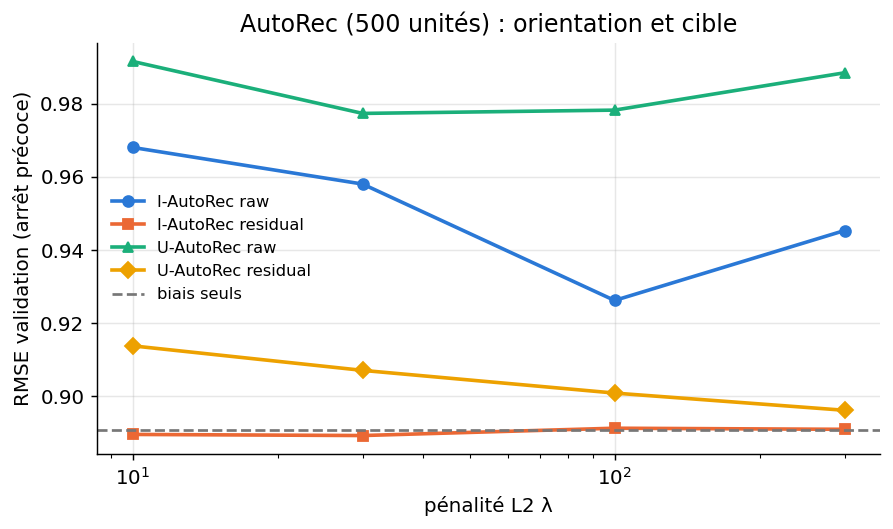 AutoRec (500 unités) : orientation et cible
RMSE validation (arrêt précoce)
0.98
0.96
0.94
0.92
0.90
I-AutoRec raw
I-AutoRec residual
U-AutoRec raw
U-AutoRec residual
biais seuls
10¹
10²
pénalité L2 λ